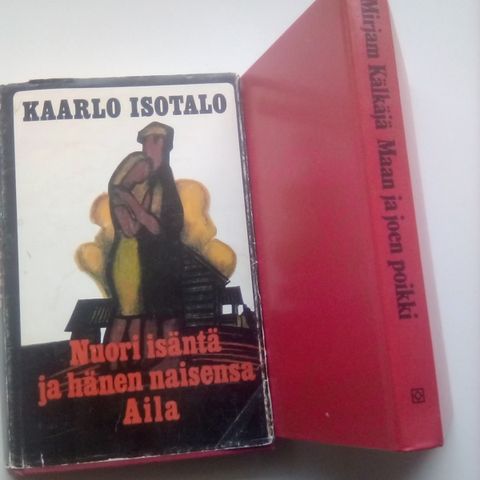 KAARLO ISOTALO
Nuori isäntä
ja hänen naisensa
Aila
Mirjam Kälkäjä Maan ja joen poikki